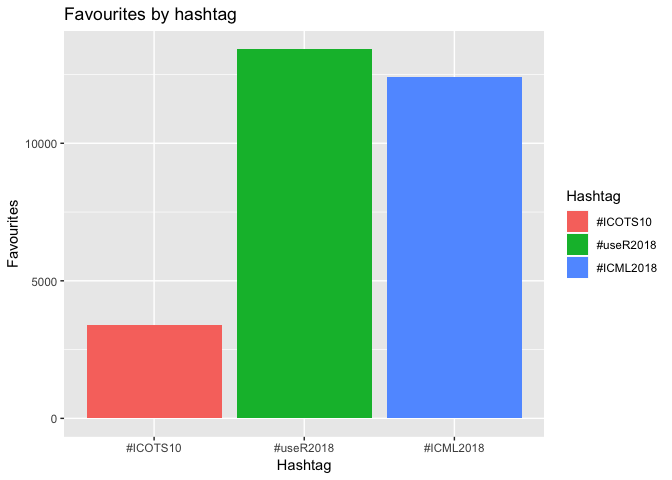 Favourites by hashtag
Favourites
10000
5000
0
#ICOTS10 #useR2018 #ICML2018
Hashtag
Hashtag
#ICOTS10
#useR2018
#ICML2018